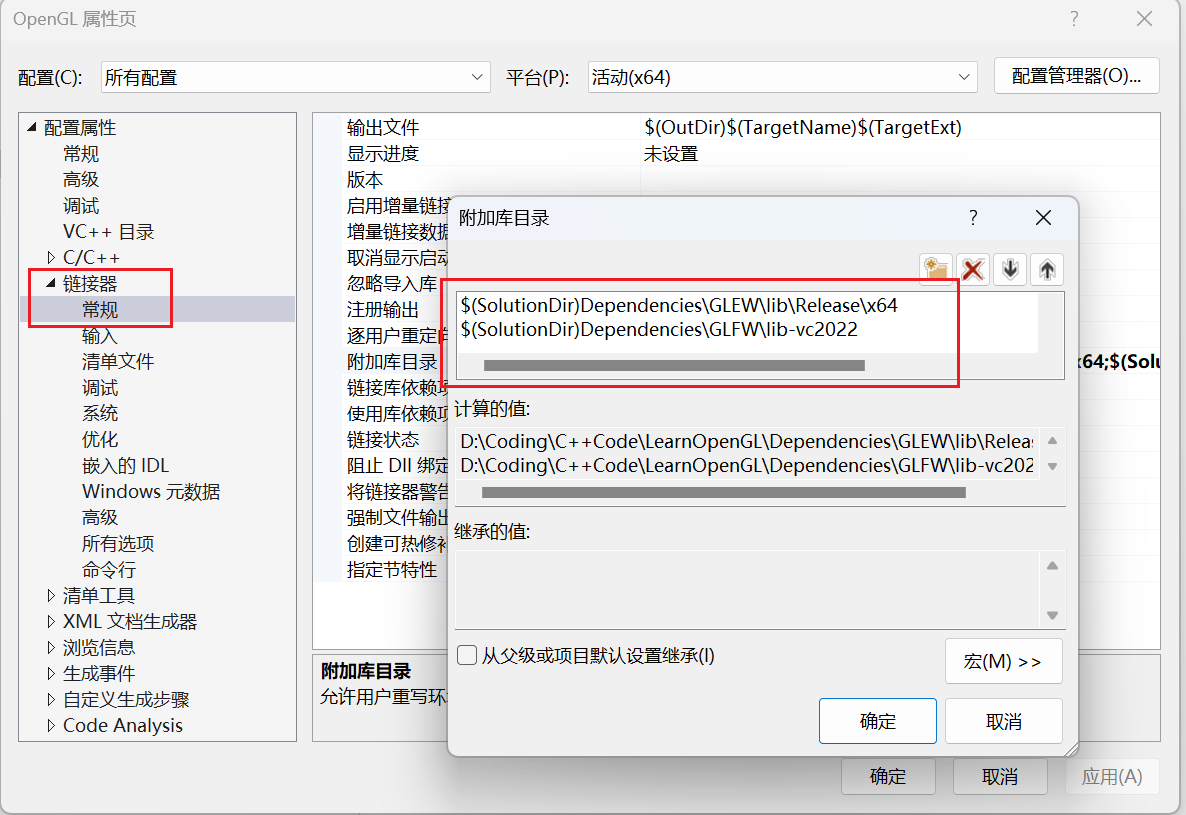 OpenGL 属性页
配置(C):
所有配置
平台(P):
活动(x64)
配置管理器(O)...
配置属性
常规
高级
调试
VC++ 目录
C/C++
链接器
常规
输入
清单文件
调试
系统
优化
嵌入的 IDL
Windows 元数据
高级
所有选项
命令行
清单工具
XML 文档生成器
浏览信息
生成事件
自定义生成步骤
Code Analysis
输出文件
$(OutDir)$(TargetName)$(TargetExt)
显示进度
未设置
版本
启用增量链接
增量链接数据
取消显示启动
忽略导入库
注册输出
逐用户重定向
附加库目录
x64;$(Solu
链接库依赖项
使用库依赖项
链接状态
阻止 Dll 绑定
将链接器警告
强制文件输出
创建可热修补
指定节特性
附加库目录
允许用户重写环
附加库目录
$(SolutionDir)Dependencies\GLEW\lib\Release\x64
$(SolutionDir)Dependencies\GLFW\lib-vc2022
计算的值:
D:\Coding\C++Code\LearnOpenGL\Dependencies\GLEW\lib\Releas
D:\Coding\C++Code\LearnOpenGL\Dependencies\GLFW\lib-vc202
继承的值:
从父级或项目默认设置继承(I)
宏(M) >>
确定
取消
确定
取消
应用(A)